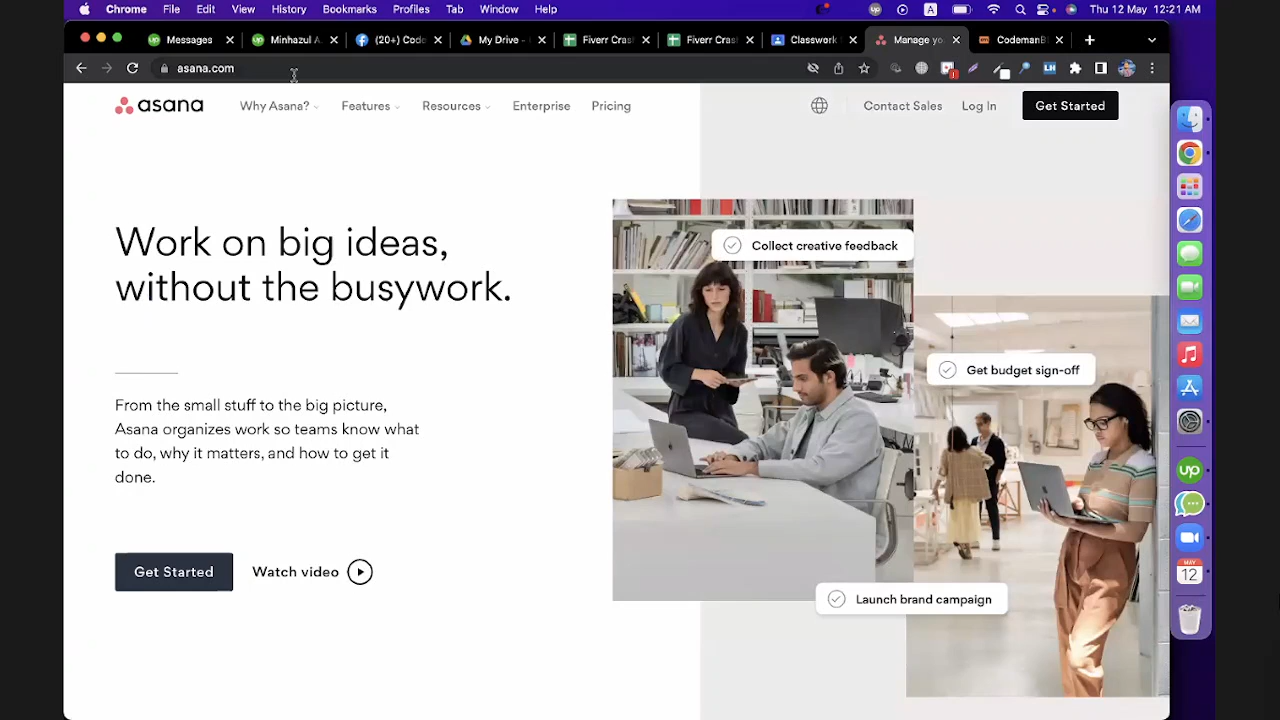 Chrome File Edit View History Bookmarks Profiles Tab Window Help A Thu 12 May 12:21 AM
Messages Minhazul A (20+) Cod My Drive - Fiverr Cras Fiverr Cras Classwork Manage yo CodemanB
asana.com LH
asana Why Asana? Features Resources Enterprise Pricing Contact Sales Log In Get Started
Work on big ideas,
without the busywork.
From the small stuff to the big picture,
Asana organizes work so teams know what
to do, why it matters, and how to get it
done.
Get Started Watch video
Collect creative feedback
Get budget sign-off
Launch brand campaign
up
MAY
12